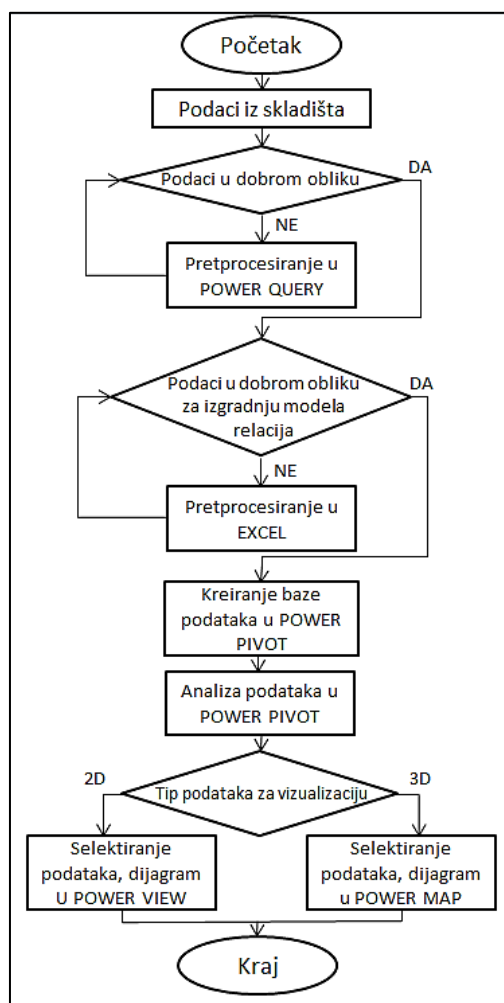 Početak
Podaci iz skladišta
Podaci u dobrom obliku
DA
NE
Pretprocesiranje u
POWER QUERY
Podaci u dobrom obliku
za izgradnju modela
relacija
DA
NE
Pretprocesiranje u
EXCEL
Kreiranje baze
podataka u POWER
PIVOT
Analiza podataka u
POWER PIVOT
2D
3D
Tip podataka za vizualizaciju
Selektiranje
podataka, dijagram
U POWER VIEW
Selektiranje
podataka, dijagram
u POWER MAP
Kraj